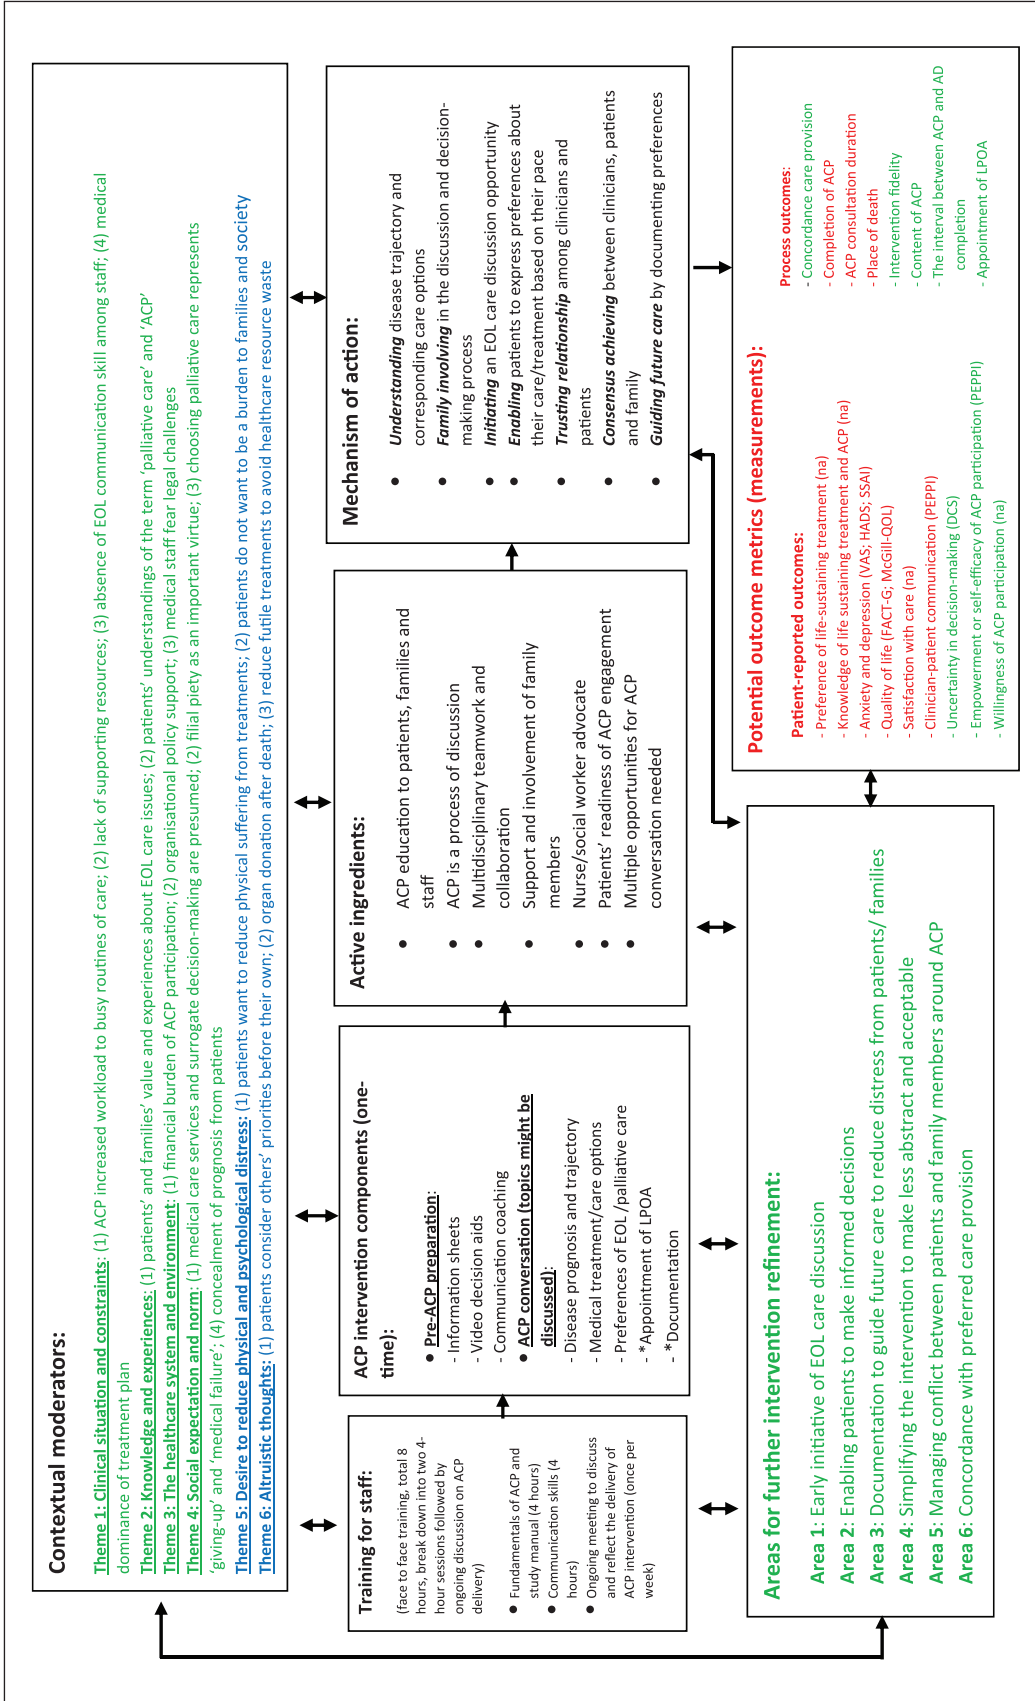 Contextual moderators:
Theme 1: Clinical situation and constraints: (1) ACP increased workload to busy routines of care; (2) lack of supporting resources; (3) absence of EOL communication skill among staff; (4) medical
dominance of treatment plan
Theme 2: Knowledge and experiences: (1) patients' and families' value and experiences about EOL care issues; (2) patients' understandings of the term 'palliative care' and 'ACP'
Theme 3: The healthcare system and environment: (1) financial burden of ACP participation; (2) organisational policy support; (3) medical staff fear legal challenges
Theme 4: Social expectation and norm: (1) medical care services and surrogate decision-making are presumed; (2) filial piety as an important virtue; (3) choosing palliative care represents
'giving-up' and 'medical failure'; (4) concealment of prognosis from patients
Theme 5: Desire to reduce physical and psychological distress: (1) patients want to reduce physical suffering from treatments; (2) patients do not want to be a burden to families and society
Theme 6: Altruistic thoughts: (1) patients consider others' priorities before their own; (2) organ donation after death; (3) reduce futile treatments to avoid healthcare resource waste
Training for staff:
(face to face training, total 8
hours, break down into two 4-
hour sessions followed by
ongoing discussion on ACP
delivery)
● Fundamentals of ACP and
study manual (4 hours)
● Communication skills (4
hours)
● Ongoing meeting to discuss
and reflect the delivery of
ACP intervention (once per
week)
ACP intervention components (one-
time):
● Pre-ACP preparation:
- Information sheets
- Video decision aids
- Communication coaching
● ACP conversation (topics might be
discussed):
- Disease prognosis and trajectory
- Medical treatment/care options
- Preferences of EOL /palliative care
- *Appointment of LPOA
- *Documentation
Active ingredients:
● ACP education to patients, families and
staff
● ACP is a process of discussion
● Multidisciplinary teamwork and
collaboration
● Support and involvement of family
members
● Nurse/social worker advocate
● Patients' readiness of ACP engagement
● Multiple opportunities for ACP
conversation needed
Mechanism of action:
● Understanding disease trajectory and
corresponding care options
● Family involving in the discussion and decision-
making process
● Initiating an EOL care discussion opportunity
● Enabling patients to express preferences about
their care/treatment based on their pace
● Trusting relationship among clinicians and
patients
● Consensus achieving between clinicians, patients
and family
● Guiding future care by documenting preferences
Areas for further intervention refinement:
Area 1: Early initiative of EOL care discussion
Area 2: Enabling patients to make informed decisions
Area 3: Documentation to guide future care to reduce distress from patients/ families
Area 4: Simplifying the intervention to make less abstract and acceptable
Area 5: Managing conflict between patients and family members around ACP
Area 6: Concordance with preferred care provision
Potential outcome metrics (measurements):
Patient-reported outcomes:
- Preference of life-sustaining treatment (na)
- Knowledge of life sustaining treatment and ACP (na)
- Anxiety and depression (VAS; HADS; SSAI)
- Quality of life (FACT-G; McGill-QOL)
- Satisfaction with care (na)
- Clinician-patient communication (PEPPI)
- Uncertainty in decision-making (DCS)
- Empowerment or self-efficacy of ACP participation (PEPPI)
- Willingness of ACP participation (na)
Process outcomes:
- Concordance care provision
- Completion of ACP
- ACP consultation duration
- Place of death
- Intervention fidelity
- Content of ACP
- The interval between ACP and AD
completion
- Appointment of LPOA